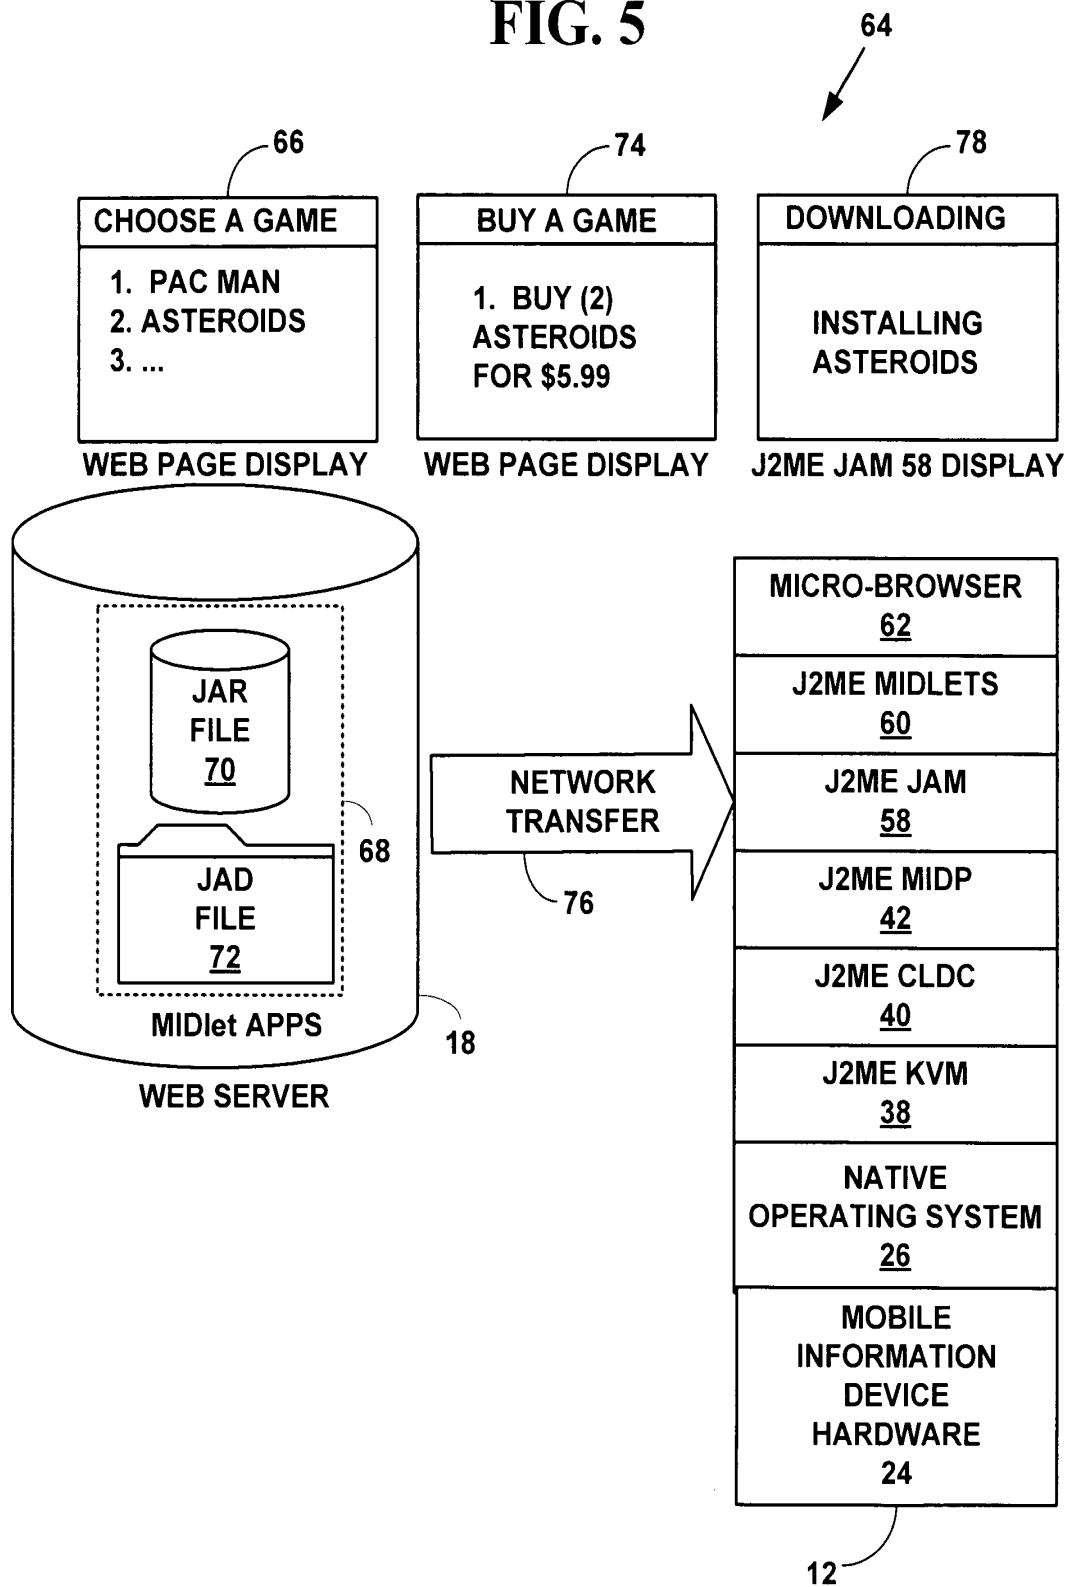 FIG. 5
64
66
74
78
CHOOSE A GAME
1. PAC MAN
2. ASTEROIDS
3. ...
WEB PAGE DISPLAY
BUY A GAME
1. BUY (2)
ASTEROIDS
FOR $5.99
WEB PAGE DISPLAY
DOWNLOADING
INSTALLING
ASTEROIDS
J2ME JAM 58 DISPLAY
JAR
FILE
70
68
JAD
FILE
72
MIDlet APPS
18
WEB SERVER
NETWORK
TRANSFER
76
MICRO-BROWSER
62
J2ME MIDLETS
60
J2ME JAM
58
J2ME MIDP
42
J2ME CLDC
40
J2ME KVM
38
NATIVE
OPERATING SYSTEM
26
MOBILE
INFORMATION
DEVICE
HARDWARE
24
12